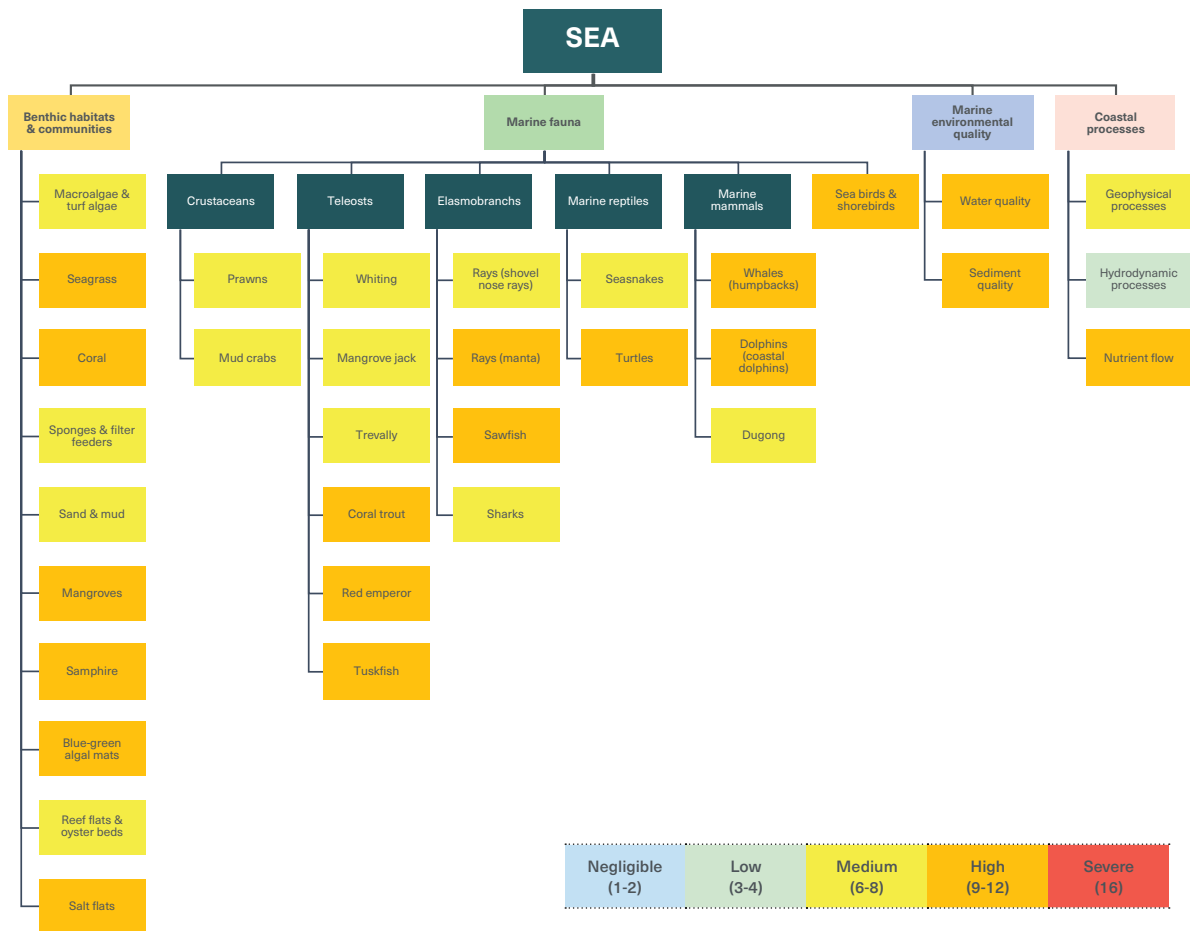 SEA
Benthic habitats
& communities
Marine fauna
Marine
environmental
quality
Coastal
processes
Macroalgae &
turf algae
Seagrass
Coral
Sponges & filter
feeders
Sand & mud
Mangroves
Samphire
Blue-green
algal mats
Reef flats &
oyster beds
Salt flats
Crustaceans
Prawns
Mud crabs
Teleosts
Whiting
Mangrove jack
Trevally
Coral trout
Red emperor
Tuskfish
Elasmobranchs
Rays (shovel
nose rays)
Rays (manta)
Sawfish
Sharks
Marine reptiles
Seasnakes
Turtles
Marine
mammals
Whales
(humpbacks)
Dolphins
(coastal
dolphins)
Dugong
Sea birds &
shorebirds
Water quality
Sediment
quality
Geophysical
processes
Hydrodynamic
processes
Nutrient flow
Negligible
(1-2)
Low
(3-4)
Medium
(6-8)
High
(9-12)
Severe
(16)